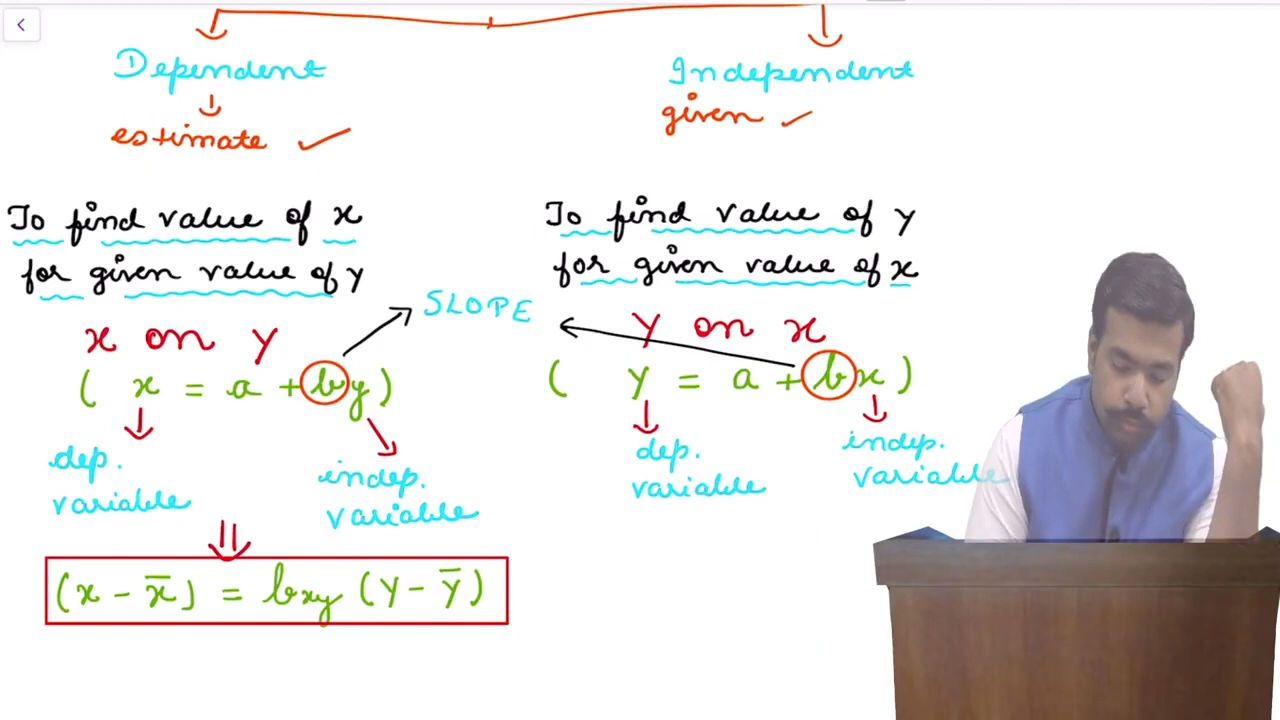 Dependent
estimate
Independent
given
To find value of x
for given value of y
x on y
( x = a + by )
dep.
variable
indep.
variable
(x - x̅) = bxy (y - y̅)
SLOPE
To find value of y
for given value of x
y on x
( y = a + bx )
dep.
variable
indep.
variable